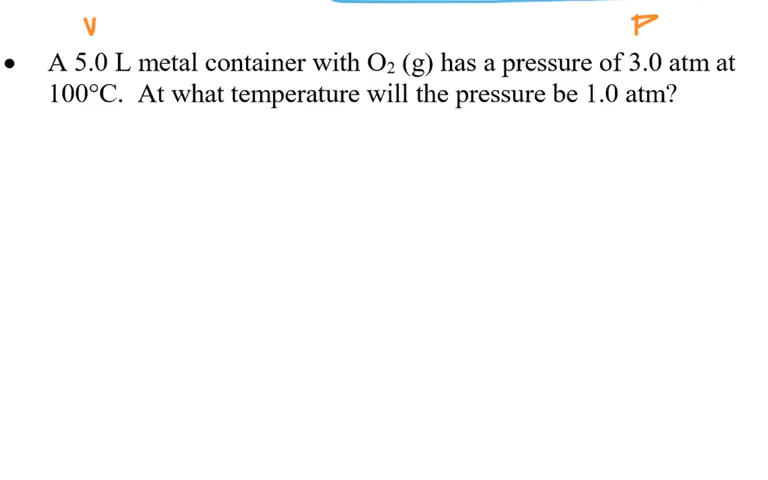 V P
• A 5.0 L metal container with O₂ (g) has a pressure of 3.0 atm at
100°C. At what temperature will the pressure be 1.0 atm?